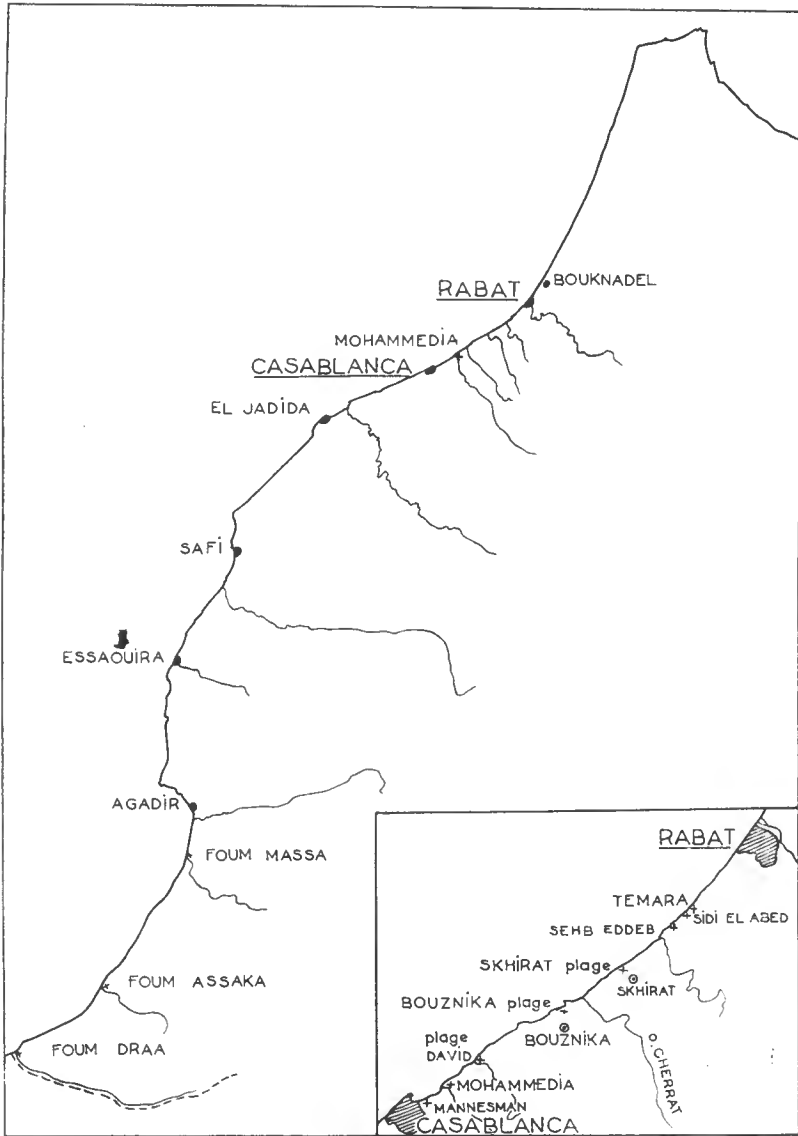 BOUKNADEL
RABAT
MOHAMMEDIA
CASABLANCA
EL JADIDA
SAFI
ESSAOUIRA
AGADIR
FOUM MASSA
FOUM ASSAKA
FOUM DRAA
RABAT
TEMARA
SIDI EL ABED
SEHB EDDEB
SKHIRAT plage
SKHIRAT
BOUZNIKA plage
BOUZNIKA
plage
DAVID
O. CHERRAT
MOHAMMEDIA
MANNESMAN
CASABLANCA